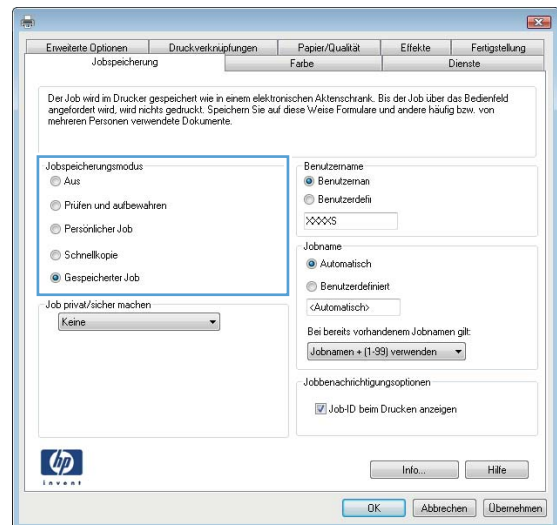 Erweiterte Optionen
Druckverknüpfungen
Papier/Qualität
Effekte
Fertigstellung
Jobspeicherung
Farbe
Dienste
Der Job wird im Drucker gespeichert wie in einem elektronischen Aktenschrank. Bis der Job über das Bedienfeld
angefordert wird, wird nichts gedruckt. Speichern Sie auf diese Weise Formulare und andere häufig bzw. von
mehreren Personen verwendete Dokumente.
Jobspeicherungsmodus
Aus
Prüfen und aufbewahren
Persönlicher Job
Schnellkopie
Gespeicherter Job
Job privat/sicher machen
Keine
Benutzername
Benutzernan
Benutzerdefii
XXXXS
Jobname
Automatisch
Benutzerdefiniert
<Automatisch>
Bei bereits vorhandenem Jobnamen gilt:
Jobnamen + (1-99) verwenden
Jobbenachrichtigungsoptionen
Job-ID beim Drucken anzeigen
hp
invent
Info...
Hilfe
OK
Abbrechen
Übernehmen